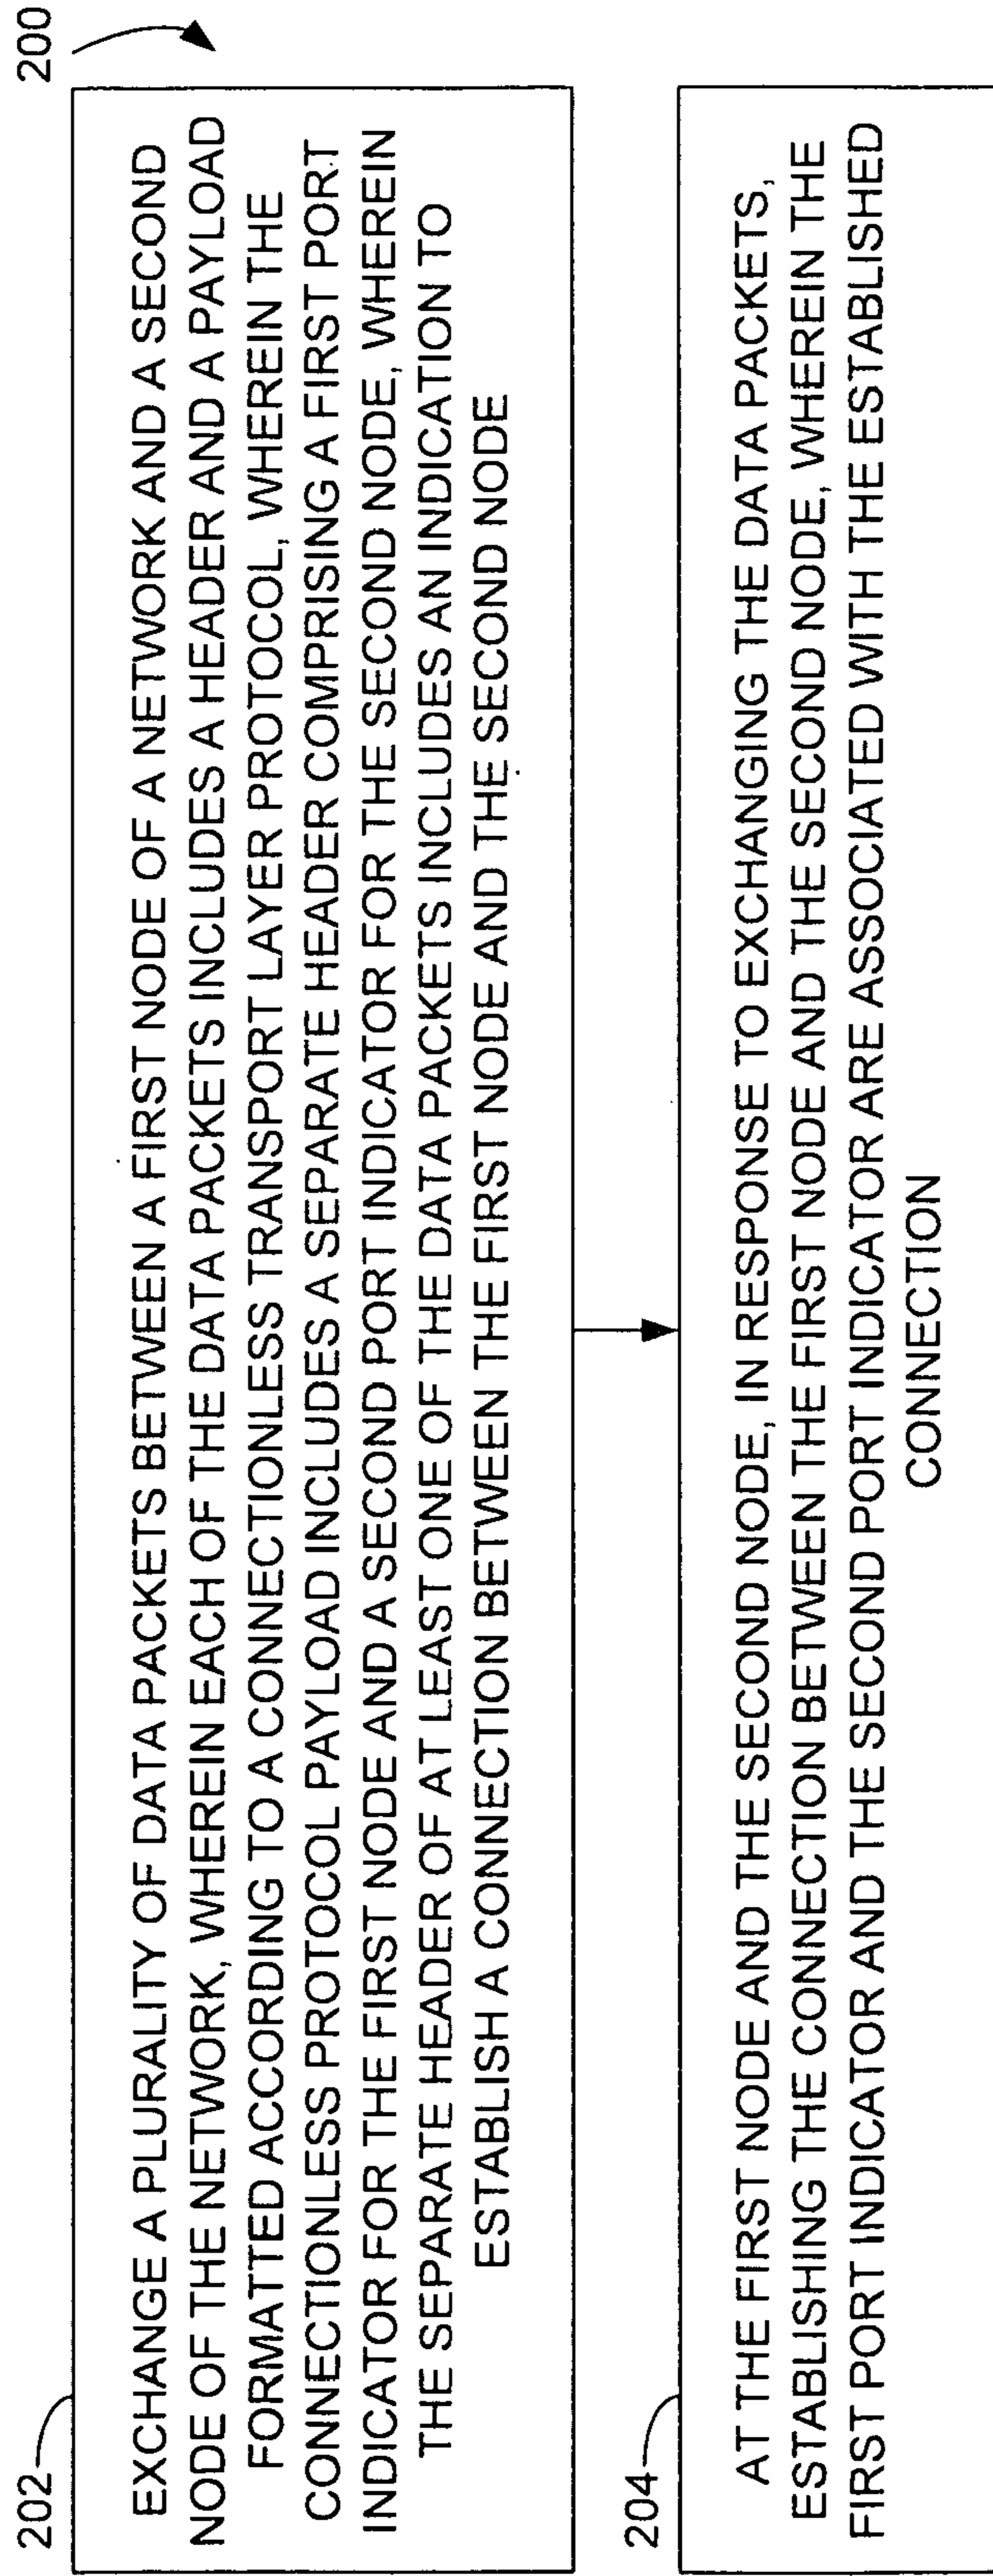 200
202
EXCHANGE A PLURALITY OF DATA PACKETS BETWEEN A FIRST NODE OF A NETWORK AND A SECOND
NODE OF THE NETWORK, WHEREIN EACH OF THE DATA PACKETS INCLUDES A HEADER AND A PAYLOAD
FORMATTED ACCORDING TO A CONNECTIONLESS TRANSPORT LAYER PROTOCOL, WHEREIN THE
CONNECTIONLESS PROTOCOL PAYLOAD INCLUDES A SEPARATE HEADER COMPRISING A FIRST PORT
INDICATOR FOR THE FIRST NODE AND A SECOND PORT INDICATOR FOR THE SECOND NODE, WHEREIN
THE SEPARATE HEADER OF AT LEAST ONE OF THE DATA PACKETS INCLUDES AN INDICATION TO
ESTABLISH A CONNECTION BETWEEN THE FIRST NODE AND THE SECOND NODE
204
AT THE FIRST NODE AND THE SECOND NODE, IN RESPONSE TO EXCHANGING THE DATA PACKETS,
ESTABLISHING THE CONNECTION BETWEEN THE FIRST NODE AND THE SECOND NODE, WHEREIN THE
FIRST PORT INDICATOR AND THE SECOND PORT INDICATOR ARE ASSOCIATED WITH THE ESTABLISHED
CONNECTION